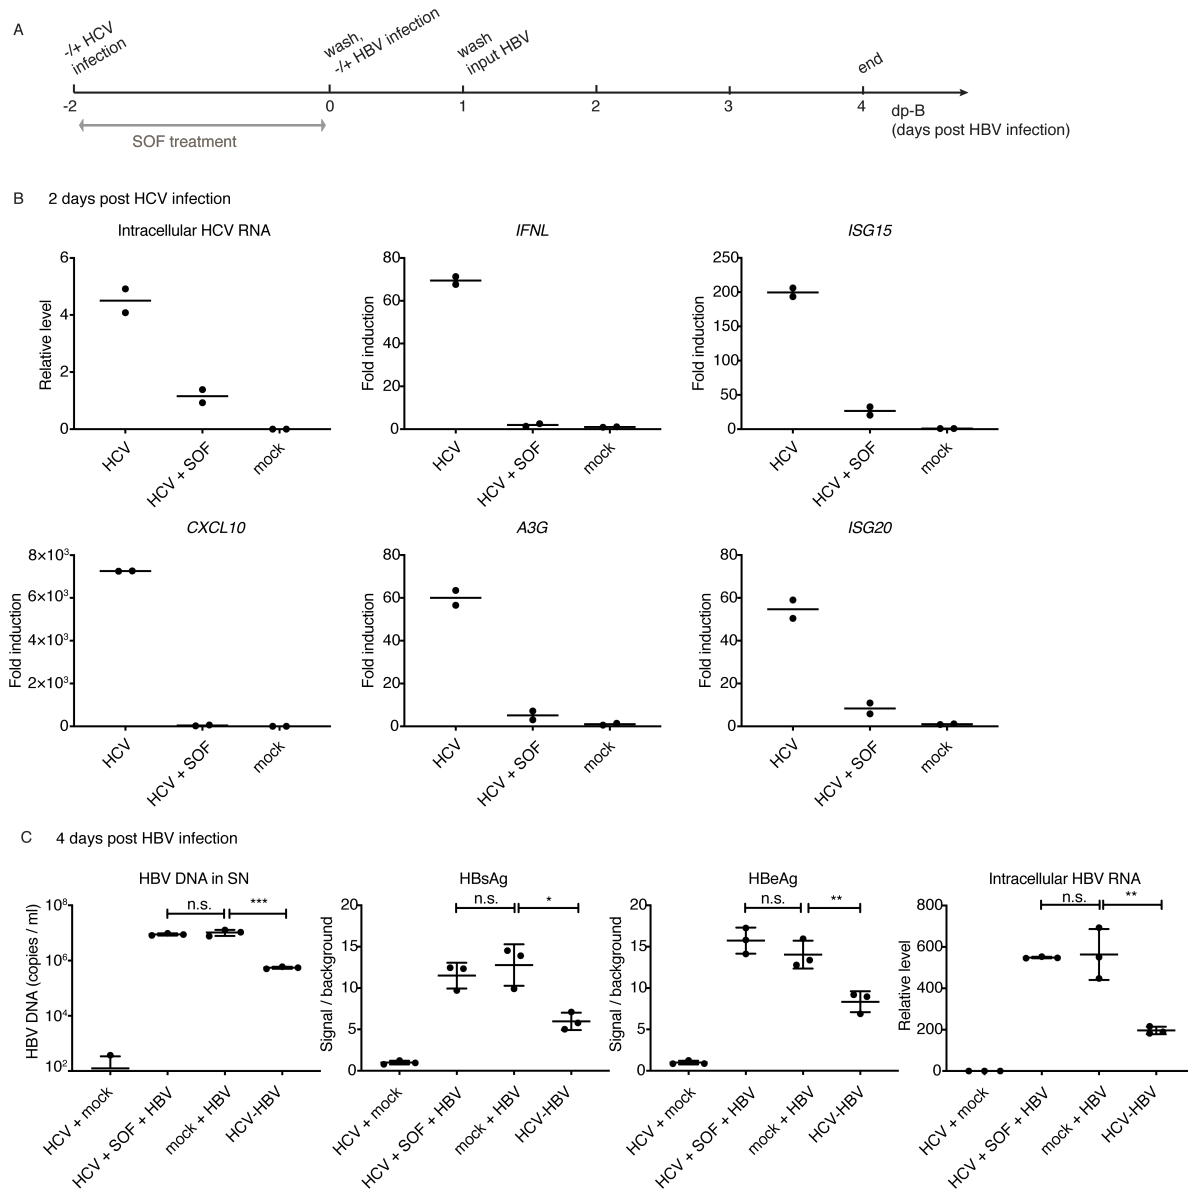 A
-/+ HCV
infection
wash,
-/+ HBV infection
wash
input HBV
end
-2
0
1
2
3
4
dp-B
(days post HBV infection)
SOF treatment
B 2 days post HCV infection
Intracellular HCV RNA
Relative level
6
4
2
0
HCV
HCV + SOF
mock
IFNL
Fold induction
80
60
40
20
0
HCV
HCV + SOF
mock
ISG15
Fold induction
250
200
150
100
50
0
HCV
HCV + SOF
mock
CXCL10
Fold induction
8×10³
6×10³
4×10³
2×10³
0
HCV
HCV + SOF
mock
A3G
Fold induction
80
60
40
20
0
HCV
HCV + SOF
mock
ISG20
Fold induction
80
60
40
20
0
HCV
HCV + SOF
mock
C 4 days post HBV infection
HBV DNA in SN
n.s.
***
HBV DNA (copies / ml)
10⁸
10⁶
10⁴
10²
HCV + mock
HCV + SOF + HBV
mock + HBV
HCV-HBV
HBsAg
n.s.
*
Signal / background
20
15
10
5
0
HCV + mock
HCV + SOF + HBV
mock + HBV
HCV-HBV
HBeAg
n.s.
**
Signal / background
20
15
10
5
0
HCV + mock
HCV + SOF + HBV
mock + HBV
HCV-HBV
Intracellular HBV RNA
n.s.
**
Relative level
800
600
400
200
0
HCV + mock
HCV + SOF + HBV
mock + HBV
HCV-HBV